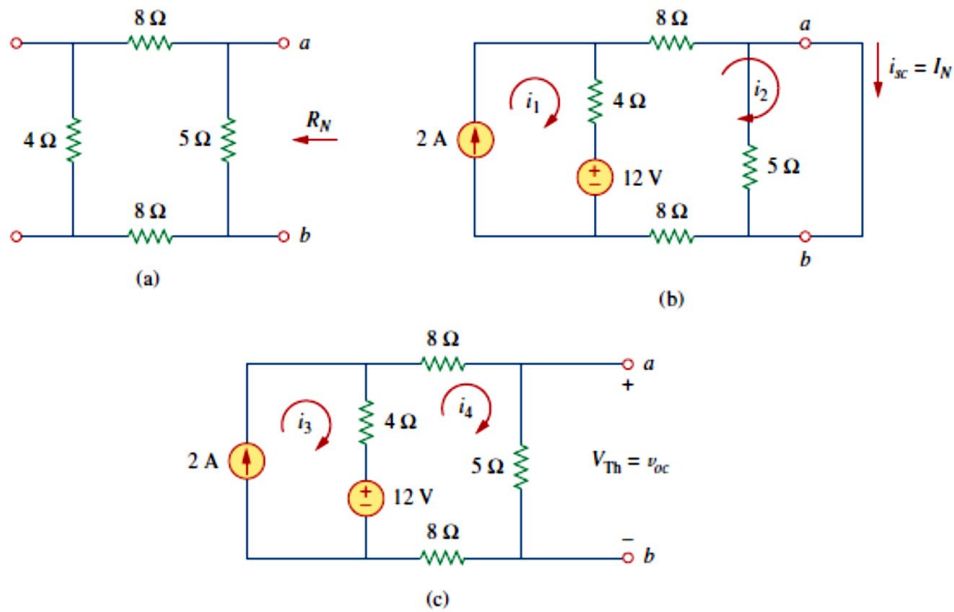 8 Ω
a
4 Ω
5 Ω
R_N
8 Ω
b
(a)
8 Ω
a
i_sc = I_N
i_1
4 Ω
i_2
2 A
12 V
5 Ω
8 Ω
b
(b)
8 Ω
a
+
i_3
4 Ω
i_4
2 A
5 Ω
V_Th = v_oc
12 V
8 Ω
−
b
(c)